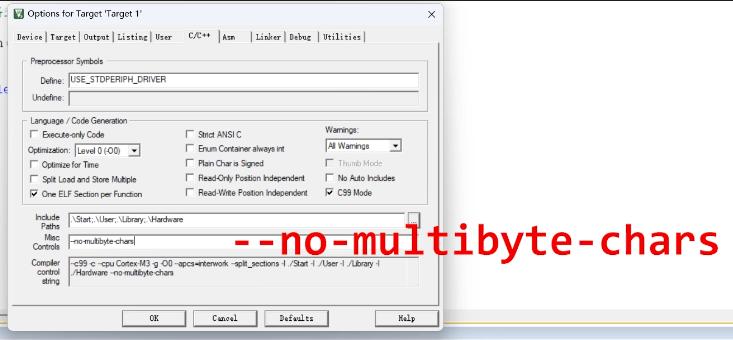 Options for Target 'Target 1'
Device Target Output Listing User C/C++ Asm Linker Debug Utilities
Preprocessor Symbols
Define: USE_STDPERIPH_DRIVER
Undefine:
Language / Code Generation
Execute-only Code
Strict ANSI C
Warnings:
Optimization: Level 0 (-O0)
Enum Container always int
All Warnings
Optimize for Time
Plain Char is Signed
Thumb Mode
Split Load and Store Multiple
Read-Only Position Independent
No Auto Includes
One ELF Section per Function
Read-Write Position Independent
C99 Mode
Include Paths
.\Start;.\User;.\Library;.\Hardware
...
Misc Controls
--no-multibyte-chars
--no-multibyte-chars
Compiler control string
--c99 -c --cpu Cortex-M3 -g -O0 --apcs=interwork --split_sections -I ./Start -I ./User -I ./Library -I
./Hardware --no-multibyte-chars
OK Cancel Defaults Help